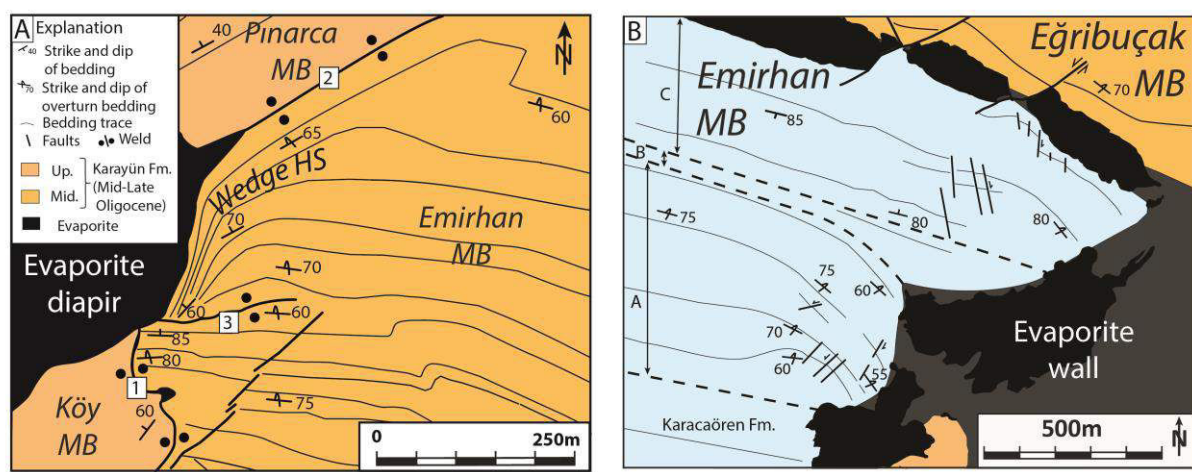 A
Explanation
40
Strike and dip
of bedding
70
Strike and dip of
overturn bedding
Bedding trace
Faults
Weld
Up.
Mid.
Karayün Fm.
(Mid-Late
Oligocene)
Evaporite
40
Pınarca
MB
2
N
60
65
Wedge HS
70
Emirhan
MB
Evaporite
diapir
70
60
60
3
85
80
1
60
75
Köy
MB
0
250m
B
C
Emirhan
MB
Eğribuçak
MB
70
85
B
75
80
80
75
60
A
70
60
55
Evaporite
wall
Karacaören Fm.
500m
N